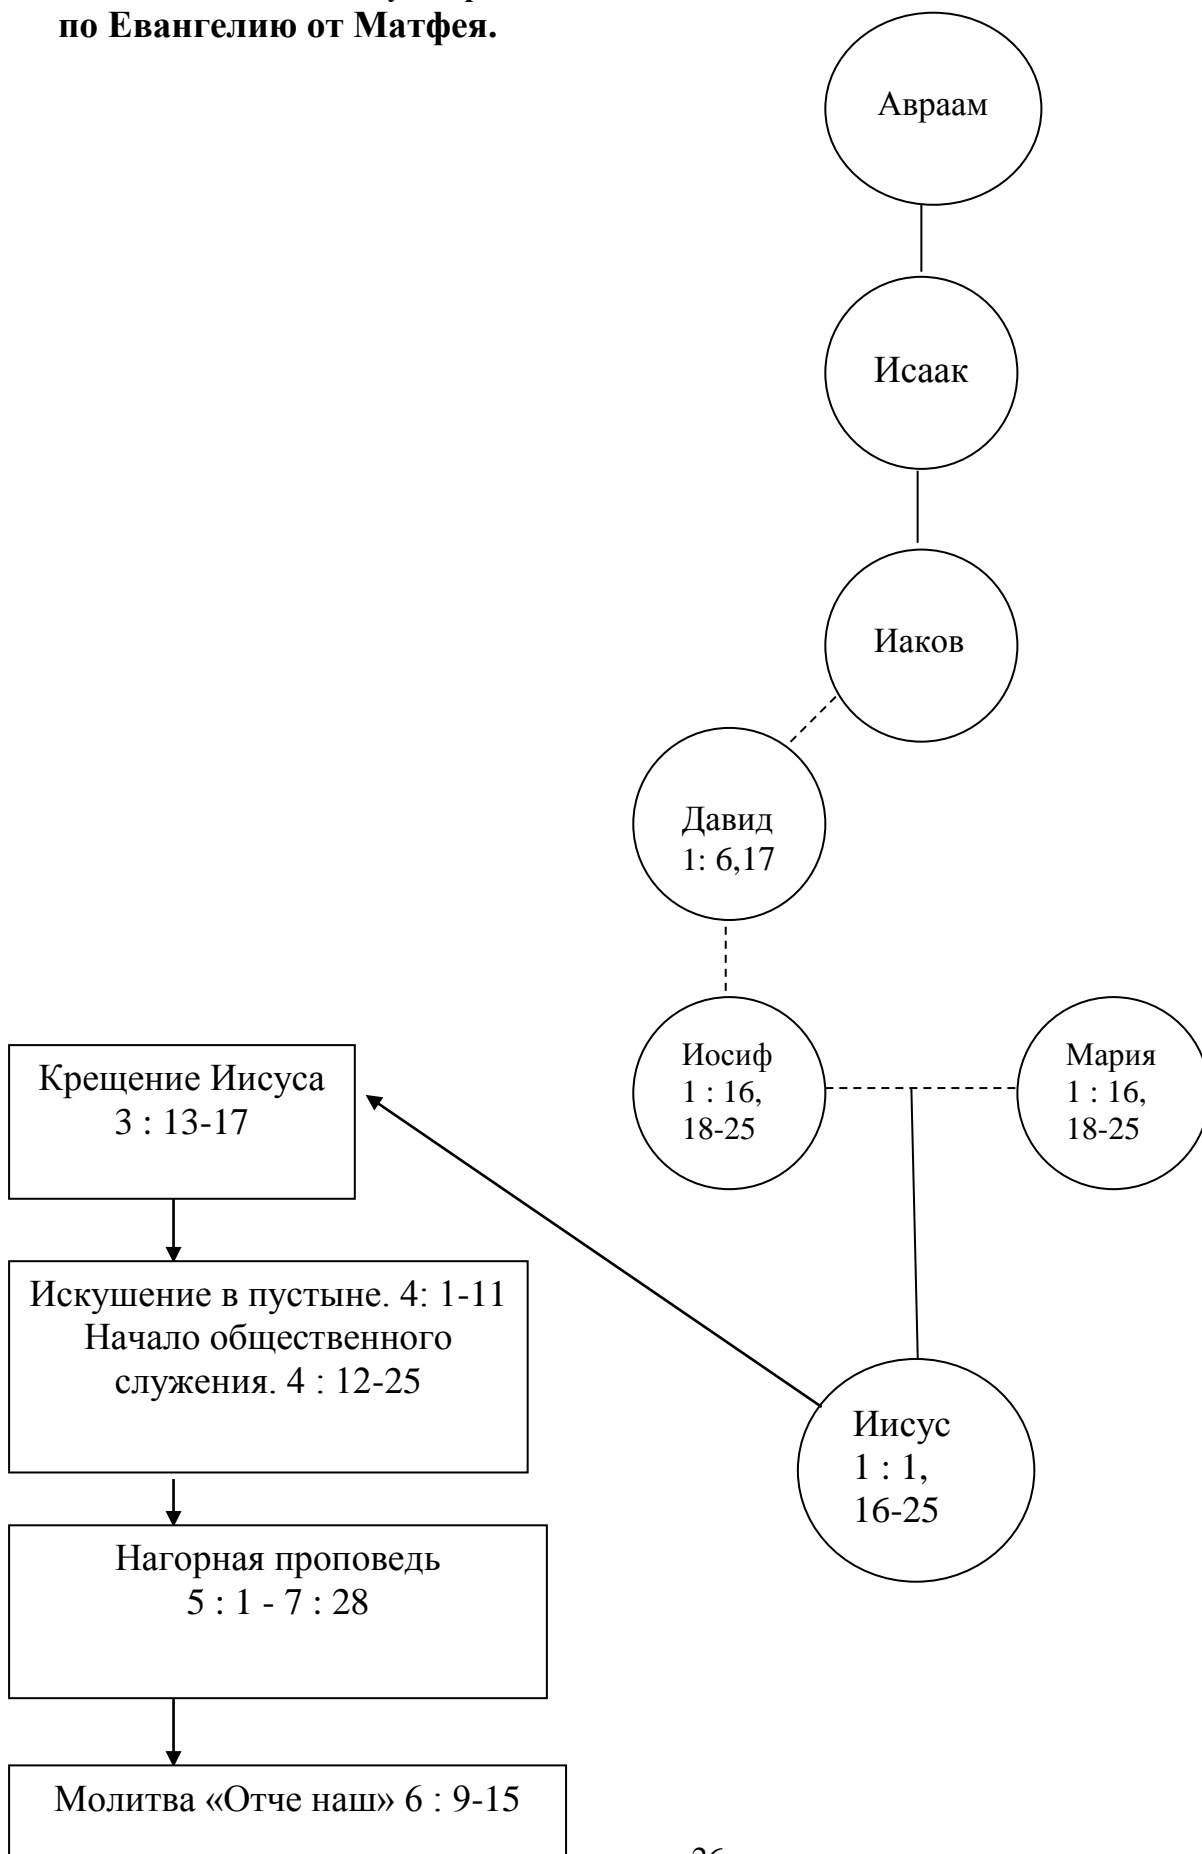 по Евангелию от Матфея.
Авраам
Исаак
Иаков
Давид
1: 6,17
Иосиф
1 : 16,
18-25
Мария
1 : 16,
18-25
Иисус
1 : 1,
16-25
Крещение Иисуса
3 : 13-17
Искушение в пустыне. 4: 1-11
Начало общественного
служения. 4 : 12-25
Нагорная проповедь
5 : 1 - 7 : 28
Молитва «Отче наш» 6 : 9-15